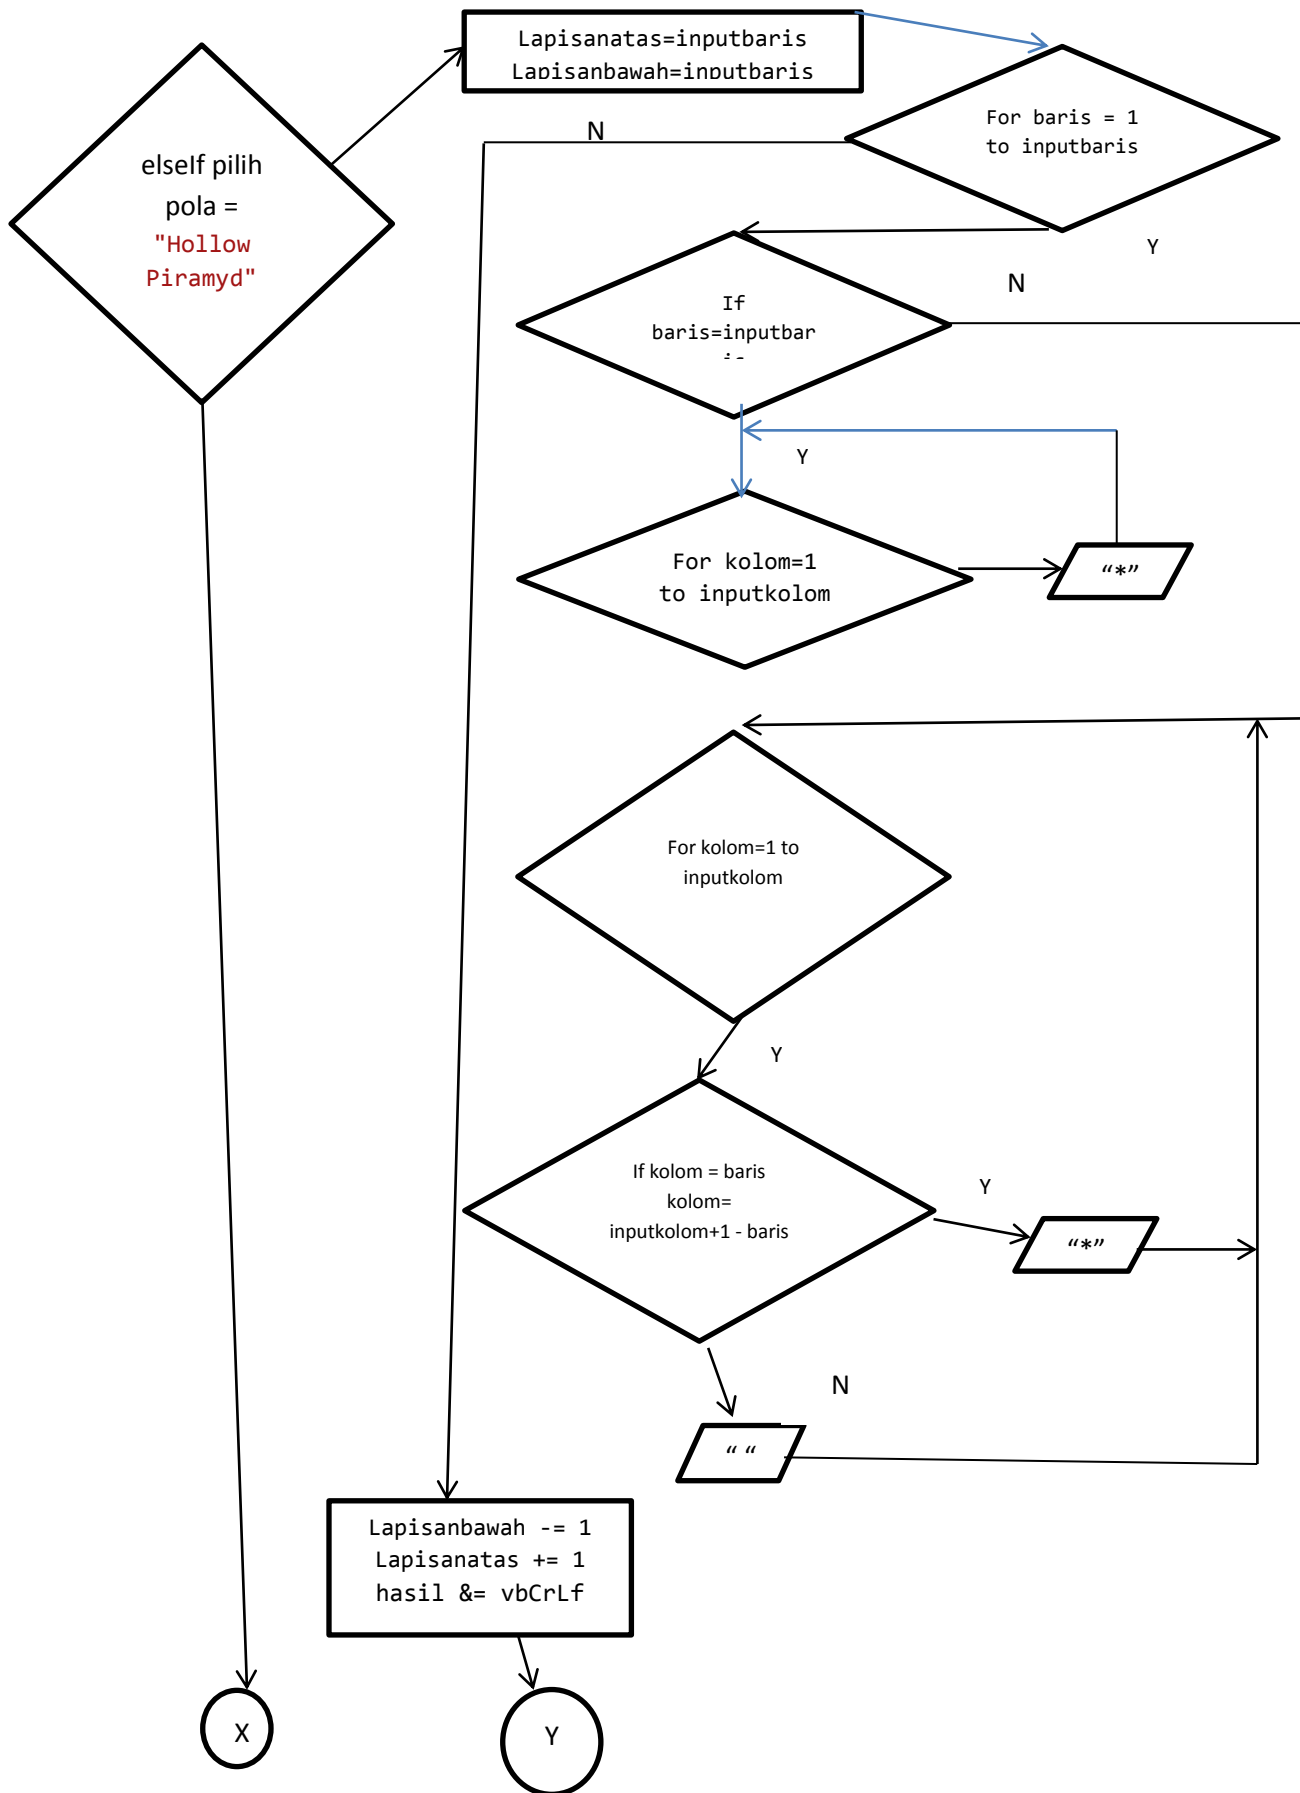 Lapisanatas=inputbaris
Lapisanbawah=inputbaris
For baris = 1
to inputbaris
N
elseIf pilih
pola =
"Hollow
Piramyd"
Y
N
If
baris=inputbar
is
Y
For kolom=1
to inputkolom
“*”
For kolom=1 to
inputkolom
Y
If kolom = baris
kolom=
inputkolom+1 - baris
Y
“*”
N
“ “
Lapisanbawah -= 1
Lapisanatas += 1
hasil &= vbCrLf
X
Y